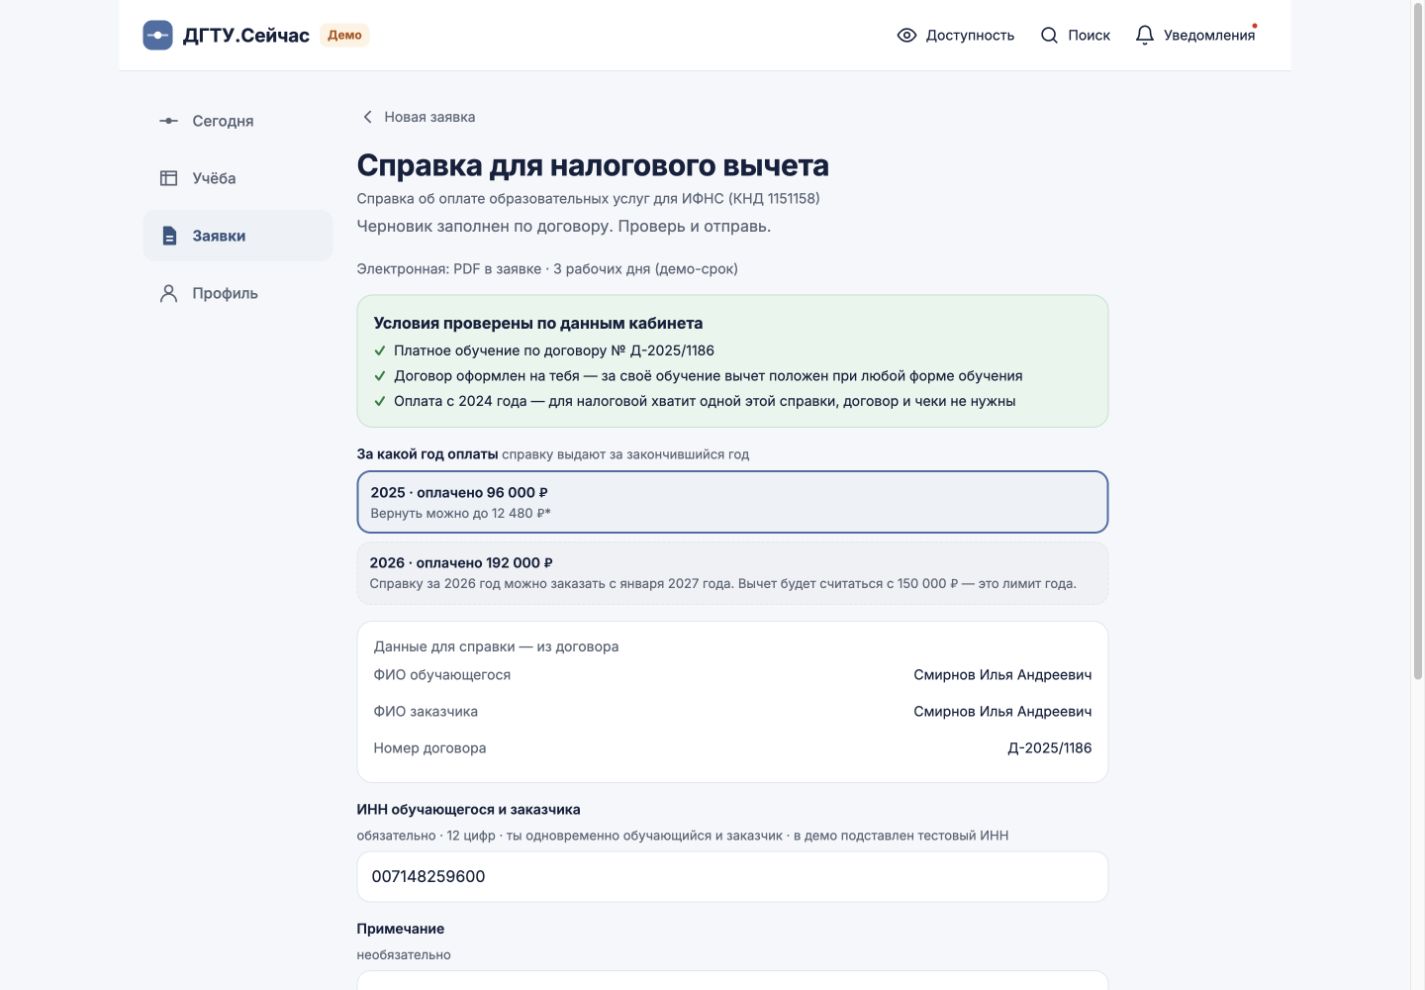 ДГТУ.Сейчас Демо
Доступность Поиск Уведомления
Сегодня
Учёба
Заявки
Профиль
Новая заявка
Справка для налогового вычета
Справка об оплате образовательных услуг для ИФНС (КНД 1151158)
Черновик заполнен по договору. Проверь и отправь.
Электронная: PDF в заявке · 3 рабочих дня (демо-срок)
Условия проверены по данным кабинета
Платное обучение по договору № Д-2025/1186
Договор оформлен на тебя — за своё обучение вычет положен при любой форме обучения
Оплата с 2024 года — для налоговой хватит одной этой справки, договор и чеки не нужны
За какой год оплаты справку выдают за закончившийся год
2025 · оплачено 96 000 ₽
Вернуть можно до 12 480 ₽*
2026 · оплачено 192 000 ₽
Справку за 2026 год можно заказать с января 2027 года. Вычет будет считаться с 150 000 ₽ — это лимит года.
Данные для справки — из договора
ФИО обучающегося Смирнов Илья Андреевич
ФИО заказчика Смирнов Илья Андреевич
Номер договора Д-2025/1186
ИНН обучающегося и заказчика
обязательно · 12 цифр · ты одновременно обучающийся и заказчик · в демо подставлен тестовый ИНН
007148259600
Примечание
необязательно